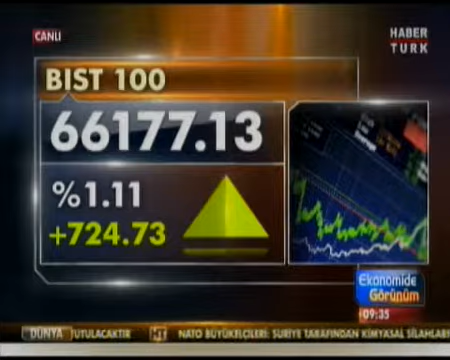 CANLI
HABER
TURK
BIST 100
66177.13
%1.11
+724.73
Ekonomide
Görünüm
09:35
DÜNYA UTULACAKTIR HT NATO BÜYÜKELÇİLERİ: SURİYE TARAFINDAN KİMYASAL SİLAHLARI